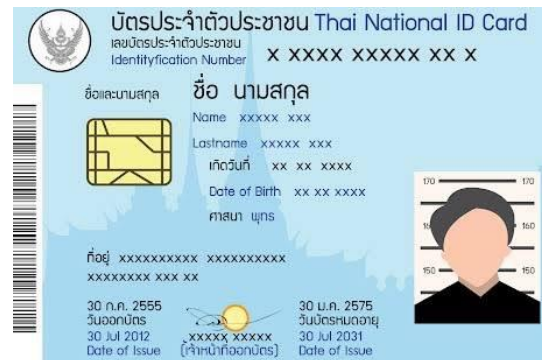 บัตรประจำตัวประชาชน Thai National ID Card
เลขบัตรประจำตัวประชาชน
Identityfication Number X XXXX XXXXX XX X
ชื่อและนามสกุล ชื่อ นามสกุล
Name xxxxx xxx
Lastname xxxxx xxx
เกิดวันที่ xx xx xxxx
Date of Birth xx xx xxxx
ศาสนา พุทธ
ที่อยู่ xxxxxxxxxx xxxxxxxxxx
xxxxxxxx xxx xx
170 170
160
150 150
30 ก.ค. 2555
วันออกบัตร
30 Jul 2012
Date of Issue
xxxxx xxxxx
(เจ้าหน้าที่ออกบัตร)
30 ม.ค. 2575
วันบัตรหมดอายุ
30 Jul 2031
Date of Issue